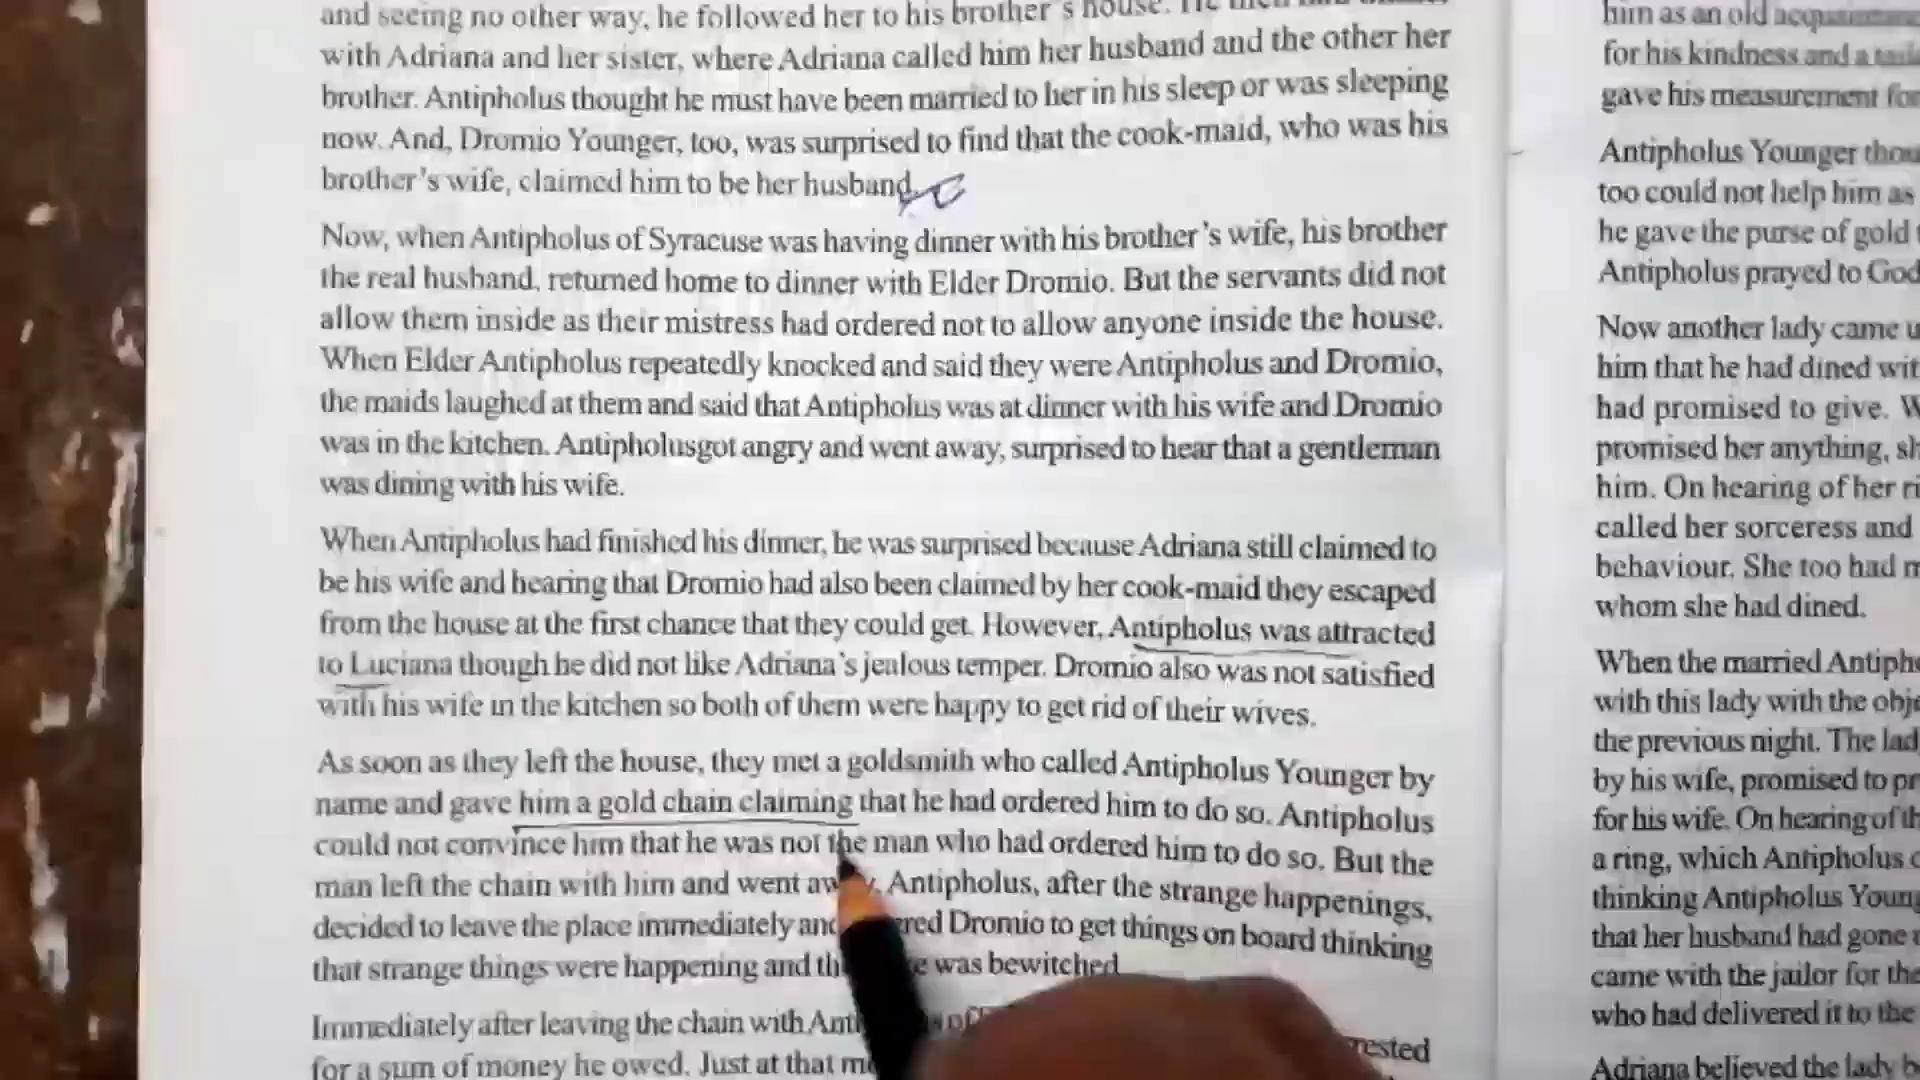 and seeing no other way, he followed her to his brother's house. He then
with Adriana and her sister, where Adriana called him her husband and the other her
brother. Antipholus thought he must have been married to her in his sleep or was sleeping
now. And, Dromio Younger, too, was surprised to find that the cook-maid, who was his
brother's wife, claimed him to be her husband.
Now, when Antipholus of Syracuse was having dinner with his brother's wife, his brother
the real husband, returned home to dinner with Elder Dromio. But the servants did not
allow them inside as their mistress had ordered not to allow anyone inside the house.
When Elder Antipholus repeatedly knocked and said they were Antipholus and Dromio,
the maids laughed at them and said that Antipholus was at dinner with his wife and Dromio
was in the kitchen. Antipholusgot angry and went away, surprised to hear that a gentleman
was dining with his wife.
When Antipholus had finished his dinner, he was surprised because Adriana still claimed to
be his wife and hearing that Dromio had also been claimed by her cook-maid they escaped
from the house at the first chance that they could get. However, Antipholus was attracted
to Luciana though he did not like Adriana's jealous temper. Dromio also was not satisfied
with his wife in the kitchen so both of them were happy to get rid of their wives.
As soon as they left the house, they met a goldsmith who called Antipholus Younger by
name and gave him a gold chain claiming that he had ordered him to do so. Antipholus
could not convince him that he was not the man who had ordered him to do so. But the
man left the chain with him and went away. Antipholus, after the strange happenings,
decided to leave the place immediately and Dromio to get things on board thinking
that strange things were happening and was bewitched
Immediately after leaving the chain with
for a sum of money he owed. Just at that
him as an old
for his kindness and a
gave his measurement for
Antipholus Younger
too could not help him as
he gave the purse of gold
Antipholus prayed to God
Now another lady came
him that he had dined
had promised to give.
promised her anything,
him. On hearing of her
called her sorceress and
behaviour. She too had
whom she had dined.
When the married
with this lady with the
the previous night. The
by his wife, promised to
for his wife. On hearing of
a ring, which Antipholus
thinking Antipholus
that her husband had gone
came with the jailor for the
who had delivered it to the
Adriana believed the lady